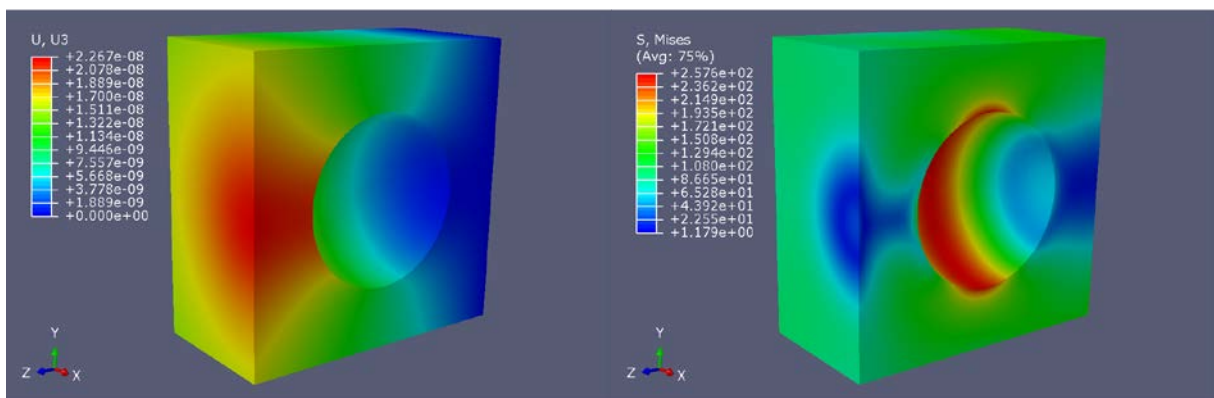 U, U3
+2.267e-08
+2.078e-08
+1.889e-08
+1.700e-08
+1.511e-08
+1.322e-08
+1.134e-08
+9.446e-09
+7.557e-09
+5.668e-09
+3.778e-09
+1.889e-09
+0.000e+00
Y
Z
X
S, Mises
(Avg: 75%)
+2.576e+02
+2.362e+02
+2.149e+02
+1.935e+02
+1.721e+02
+1.508e+02
+1.294e+02
+1.080e+02
+8.665e+01
+6.528e+01
+4.392e+01
+2.255e+01
+1.179e+00
Y
Z
X